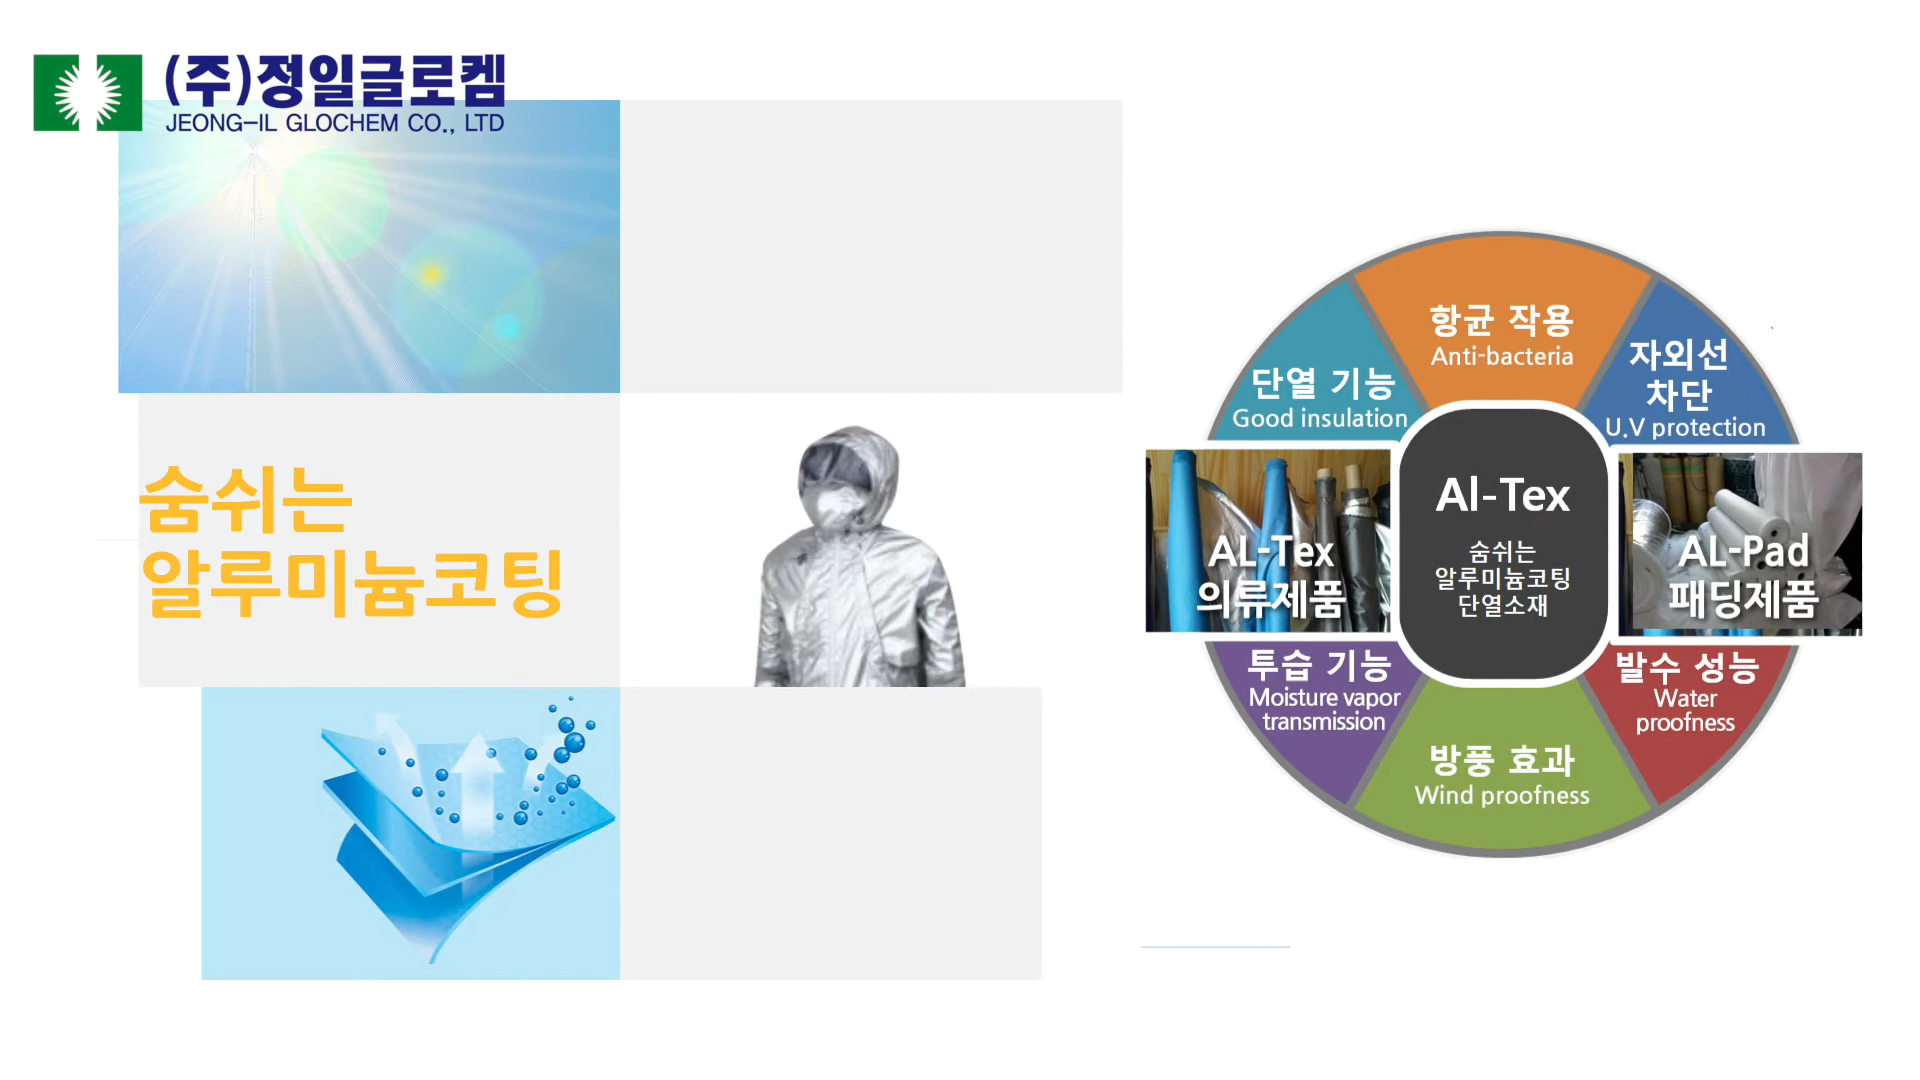 (주)정일글로켐
JEONG-IL GLOCHEM CO., LTD
숨쉬는
알루미늄코팅
항균 작용
Anti-bacteria
자외선
차단
U.V protection
단열 기능
Good insulation
AL-Tex
의류제품
Al-Tex
숨쉬는
알루미늄코팅
단열소재
AL-Pad
패딩제품
투습 기능
Moisture vapor
transmission
발수 성능
Water
proofness
방풍 효과
Wind proofness